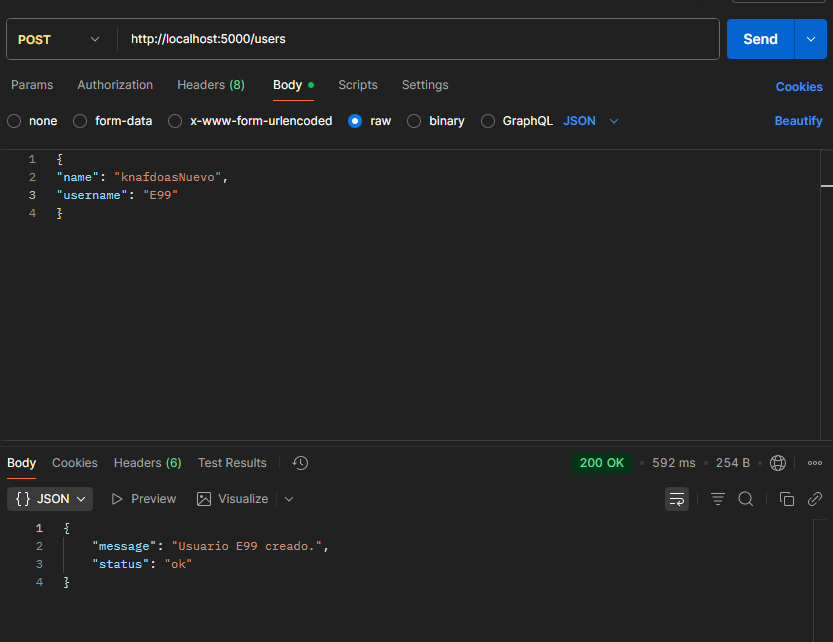 POST http://localhost:5000/users Send
Params Authorization Headers (8) Body Scripts Settings Cookies
none form-data x-www-form-urlencoded raw binary GraphQL JSON Beautify
1 {
2 "name": "knafdoasNuevo",
3 "username": "E99"
4 }
Body Cookies Headers (6) Test Results 200 OK 592 ms 254 B
{} JSON Preview Visualize
1 {
2 "message": "Usuario E99 creado.",
3 "status": "ok"
4 }